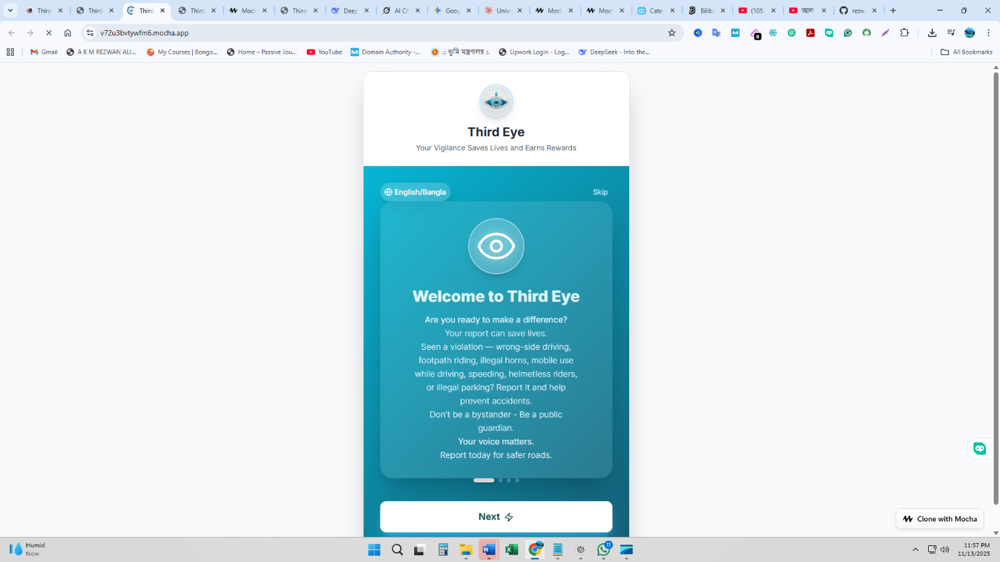 Third
Third
Third
Third
Third
Moch
Third
Deep
AI Ch
Goog
Unive
Moch
Moch
Cate
Bilibi
(105
আল
rezw
v72u3bvtywfm6.mocha.app
0
Gmail
A K M REZWAN ALI...
My Courses | Bongo...
Home – Passive Jou...
YouTube
Domain Authority -...
.:: ভূমি মন্ত্রণালয় ::.
Upwork Login - Log...
DeepSeek - Into the...
All Bookmarks
Third Eye
Your Vigilance Saves Lives and Earns Rewards
English/Bangla
Skip
Welcome to Third Eye
Are you ready to make a difference?
Your report can save lives.
Seen a violation — wrong-side driving,
footpath riding, illegal horns, mobile use
while driving, speeding, helmetless riders,
or illegal parking? Report it and help
prevent accidents.
Don't be a bystander - Be a public
guardian.
Your voice matters.
Report today for safer roads.
Next
Clone with Mocha
Humid
Now
11
11:57 PM
11/13/2025